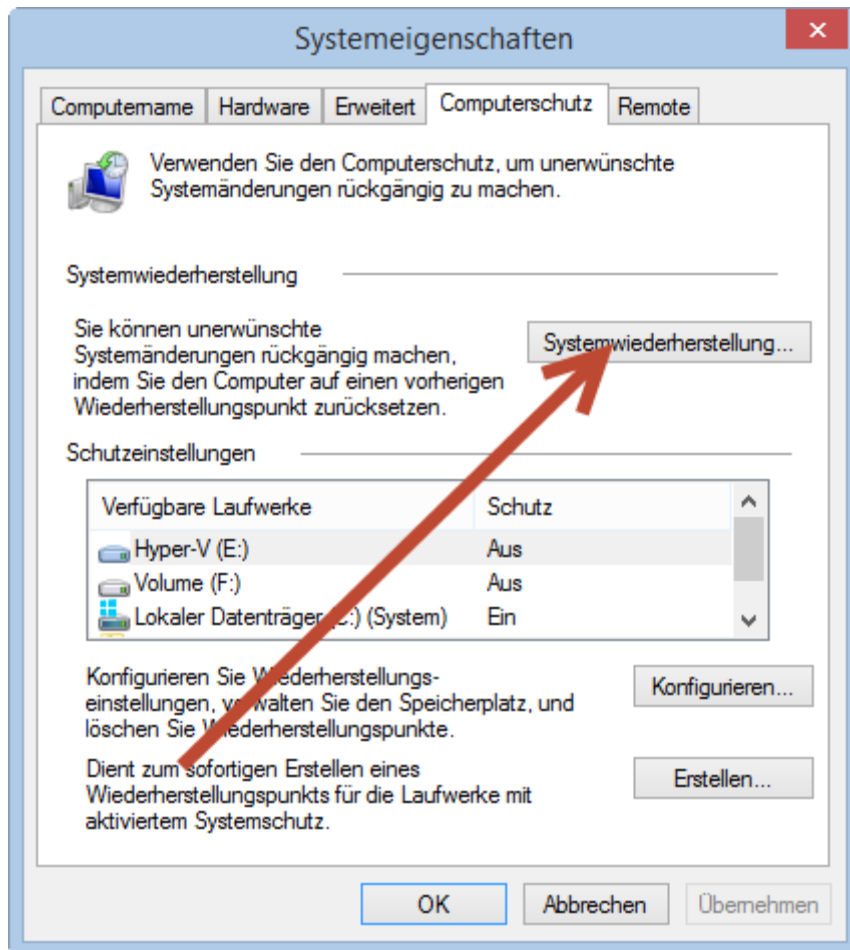 Systemeigenschaften
Computername Hardware Erweitert Computerschutz Remote
Verwenden Sie den Computerschutz, um unerwünschte
Systemänderungen rückgängig zu machen.
Systemwiederherstellung
Sie können unerwünschte
Systemänderungen rückgängig machen,
indem Sie den Computer auf einen vorherigen
Wiederherstellungspunkt zurücksetzen.
Systemwiederherstellung...
Schutzeinstellungen
Verfügbare Laufwerke Schutz
Hyper-V (E:) Aus
Volume (F:) Aus
Lokaler Datenträger (C:) (System) Ein
Konfigurieren Sie Wiederherstellungs-
einstellungen, verwalten Sie den Speicherplatz, und
löschen Sie Wiederherstellungspunkte.
Konfigurieren...
Dient zum sofortigen Erstellen eines
Wiederherstellungspunkts für die Laufwerke mit
aktiviertem Systemschutz.
Erstellen...
OK Abbrechen Übernehmen